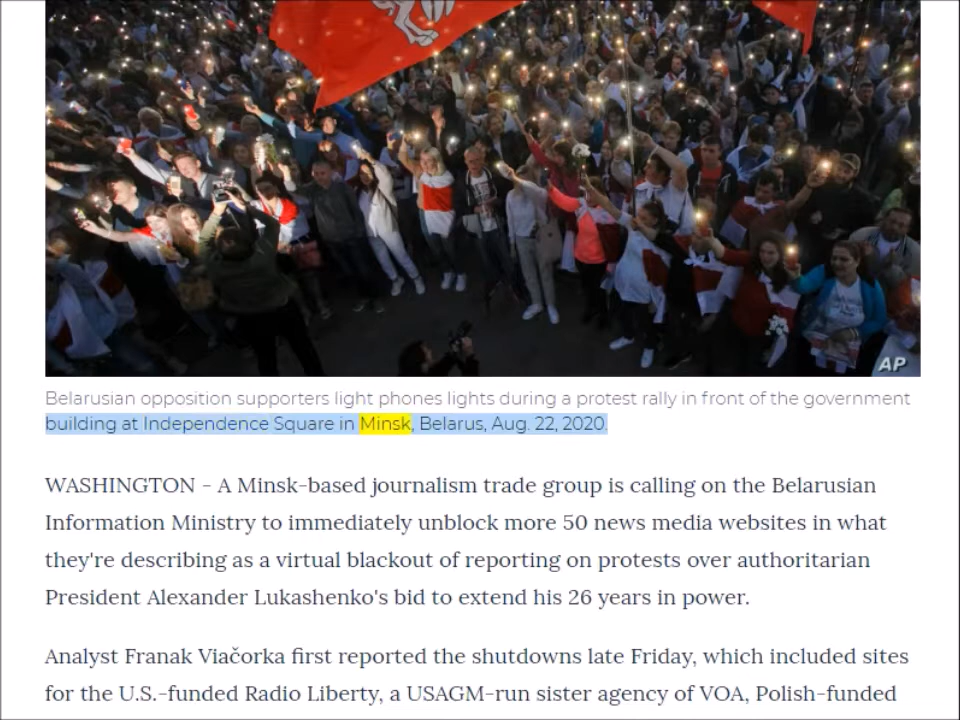 AP
Belarusian opposition supporters light phones lights during a protest rally in front of the government
building at Independence Square in Minsk, Belarus, Aug. 22, 2020.
WASHINGTON - A Minsk-based journalism trade group is calling on the Belarusian
Information Ministry to immediately unblock more 50 news media websites in what
they're describing as a virtual blackout of reporting on protests over authoritarian
President Alexander Lukashenko's bid to extend his 26 years in power.
Analyst Franak Viačorka first reported the shutdowns late Friday, which included sites
for the U.S.-funded Radio Liberty, a USAGM-run sister agency of VOA, Polish-funded